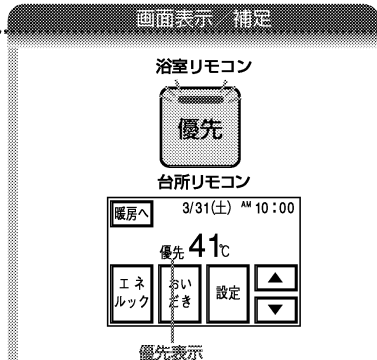 画面表示／補足
浴室リモコン
優先
台所リモコン
暖房へ 3/31(土) AM 10:00
優先 41℃
エネ
ルック
おい
だき
設定
▲
▼
優先表示